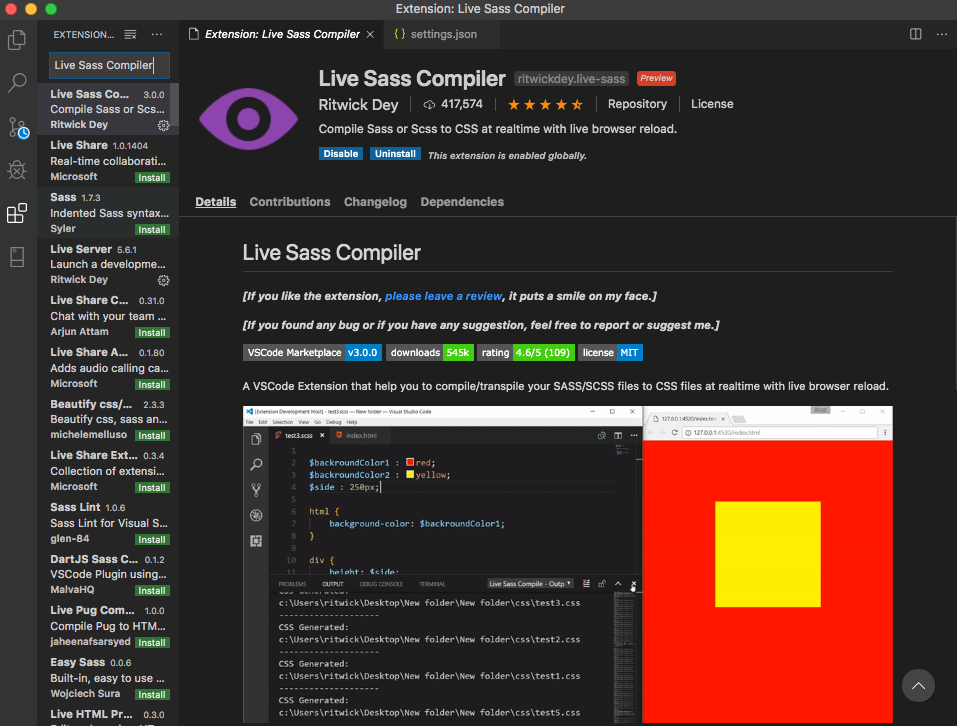 Extension: Live Sass Compiler
EXTENSION...
Extension: Live Sass Compiler
{ } settings.json
Live Sass Compiler
Live Sass Co... 3.0.0
Compile Sass or Scs...
Ritwick Dey
Live Share 1.0.1404
Real-time collaborati...
Microsoft Install
Sass 1.7.3
Indented Sass syntax...
Syler Install
Live Server 5.6.1
Launch a developme...
Ritwick Dey
Live Share C... 0.31.0
Chat with your team ...
Arjun Attam Install
Live Share A... 0.1.80
Adds audio calling ca...
Microsoft Install
Beautify css/... 2.3.3
Beautify css, sass an...
michelemelluso Install
Live Share Ext... 0.3.4
Collection of extensi...
Microsoft Install
Sass Lint 1.0.6
Sass Lint for Visual S...
glen-84 Install
DartJS Sass C... 0.1.2
VSCode Plugin using...
MalvaHQ Install
Live Pug Com... 1.0.0
Compile Pug to HTM...
jaheenafsarsyed Install
Easy Sass 0.0.6
Built-in, easy to use ...
Wojciech Sura Install
Live HTML Pr... 0.3.0
Live Sass Compiler ritwickdey.live-sass Preview
Ritwick Dey 417,574 Repository License
Compile Sass or Scss to CSS at realtime with live browser reload.
Disable Uninstall This extension is enabled globally.
Details Contributions Changelog Dependencies
Live Sass Compiler
[If you like the extension, please leave a review, it puts a smile on my face.]
[If you found any bug or if you have any suggestion, feel free to report or suggest me.]
VSCode Marketplace v3.0.0 downloads 545k rating 4.6/5 (109) license MIT
A VSCode Extension that help you to compile/transpile your SASS/SCSS files to CSS files at realtime with live browser reload.
[Extension Development Host] - test3.scss — New folder — Visual Studio Code
File Edit Selection View Go Debug Help
test3.scss index.html
1
2 $backroundColor1 : red;
3 $backroundColor2 : yellow;
4 $side : 250px;
5
6 html {
7 background-color: $backroundColor1;
8 }
9
10 div {
11 height: $side;
PROBLEMS OUTPUT DEBUG CONSOLE TERMINAL Live Sass Compile - Outp
CSS Generated:
c:\Users\ritwick\Desktop\New folder\New folder\css\test3.css
--------------------
CSS Generated:
c:\Users\ritwick\Desktop\New folder\New folder\css\test2.css
--------------------
CSS Generated:
c:\Users\ritwick\Desktop\New folder\New folder\css\test1.css
--------------------
CSS Generated:
c:\Users\ritwick\Desktop\New folder\New folder\css\test5.css
127.0.0.1:4520/index.htm
127.0.0.1:4520/index.html